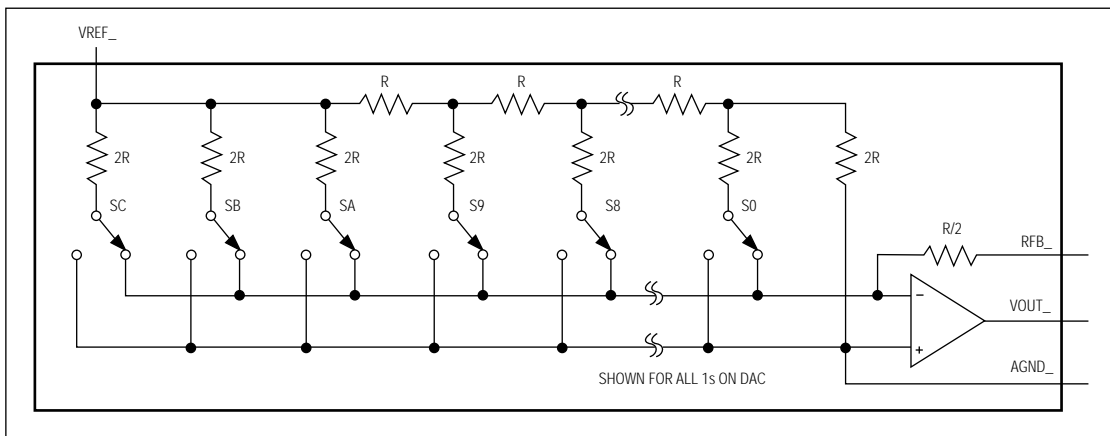 VREF_
R R R
2R 2R 2R 2R 2R 2R 2R
SC SB SA S9 S8 S0
R/2 RFB_
−
VOUT_
+
AGND_
SHOWN FOR ALL 1s ON DAC